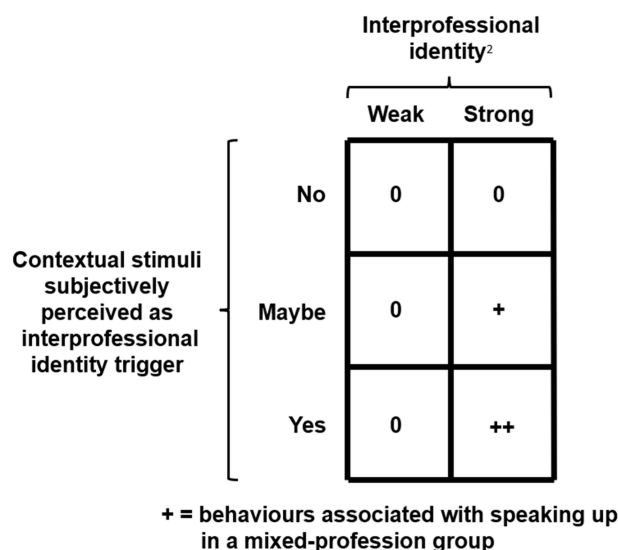 Interprofessional
identity²
Weak Strong
No 0 0
Contextual stimuli
subjectively
perceived as
interprofessional
identity trigger
Maybe 0 +
Yes 0 ++
+ = behaviours associated with speaking up
in a mixed-profession group